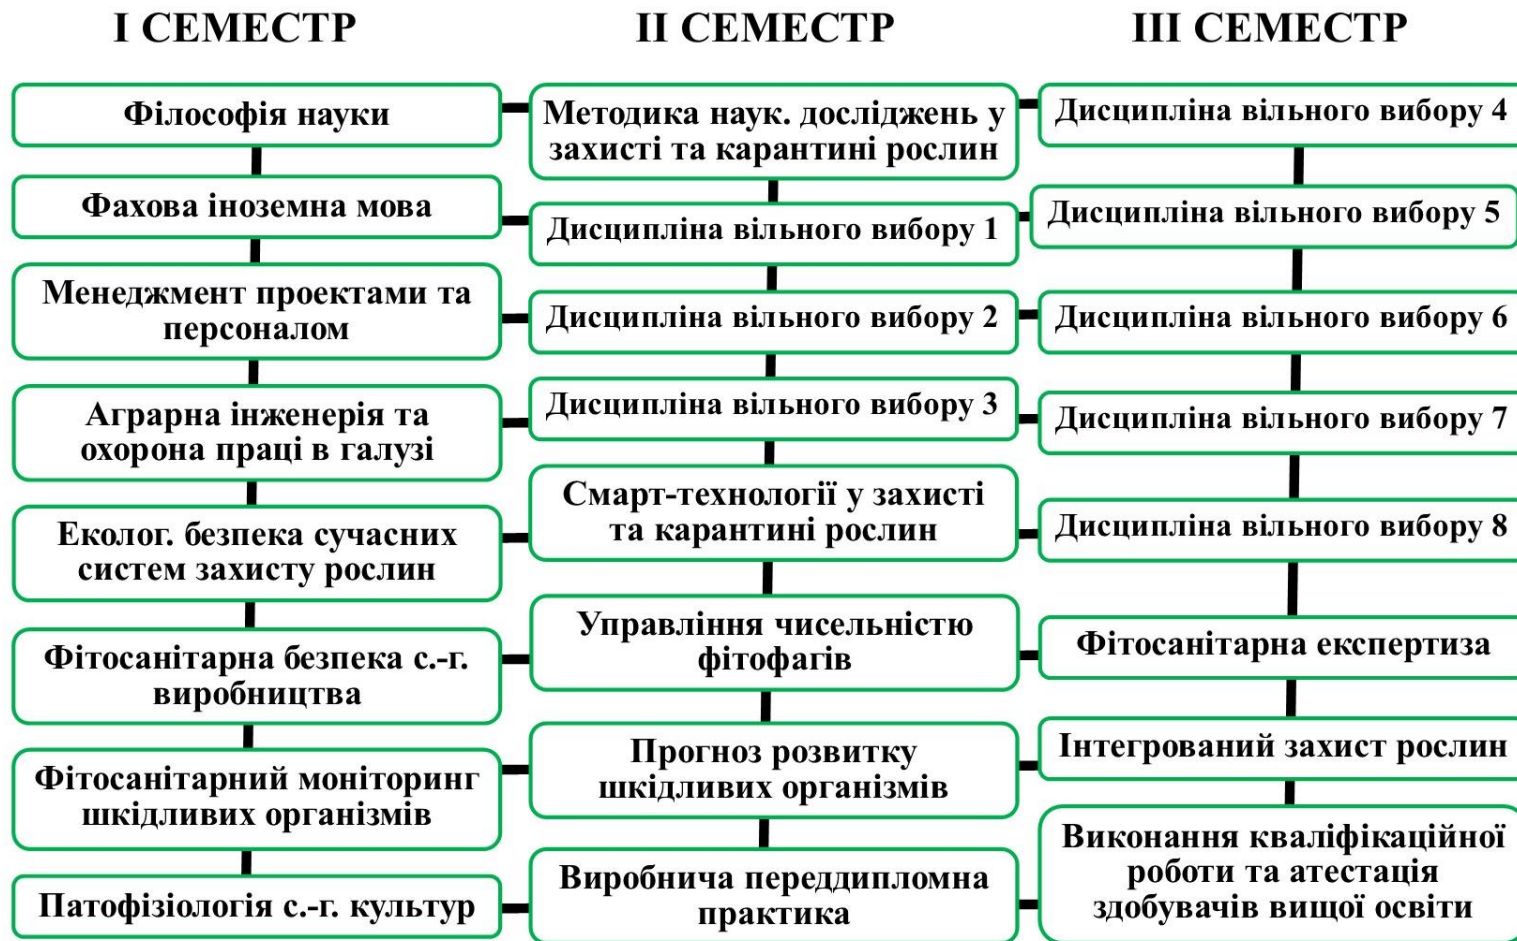 I СЕМЕСТР
Філософія науки
Фахова іноземна мова
Менеджмент проектами та
персоналом
Аграрна інженерія та
охорона праці в галузі
Еколог. безпека сучасних
систем захисту рослин
Фітосанітарна безпека с.-г.
виробництва
Фітосанітарний моніторинг
шкідливих організмів
Патофізіологія с.-г. культур
II СЕМЕСТР
Методика наук. досліджень у
захисті та карантині рослин
Дисципліна вільного вибору 1
Дисципліна вільного вибору 2
Дисципліна вільного вибору 3
Смарт-технології у захисті
та карантині рослин
Управління чисельністю
фітофагів
Прогноз розвитку
шкідливих організмів
Виробнича переддипломна
практика
III СЕМЕСТР
Дисципліна вільного вибору 4
Дисципліна вільного вибору 5
Дисципліна вільного вибору 6
Дисципліна вільного вибору 7
Дисципліна вільного вибору 8
Фітосанітарна експертиза
Інтегрований захист рослин
Виконання кваліфікаційної
роботи та атестація
здобувачів вищої освіти